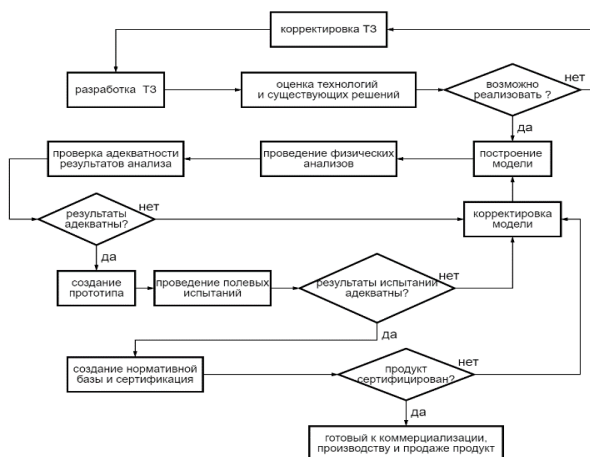 корректировка ТЗ
разработка ТЗ
оценка технологий
и существующих решений
возможно
реализовать ?
нет
да
проверка адекватности
результатов анализа
проведение физических
анализов
построение
модели
результаты
адекватны?
нет
корректировка
модели
да
создание
прототипа
проведение полевых
испытаний
результаты испытаний
адекватны?
нет
да
создание нормативной
базы и сертификация
продукт
сертифицирован?
нет
да
готовый к коммерциализации,
производству и продаже продукт